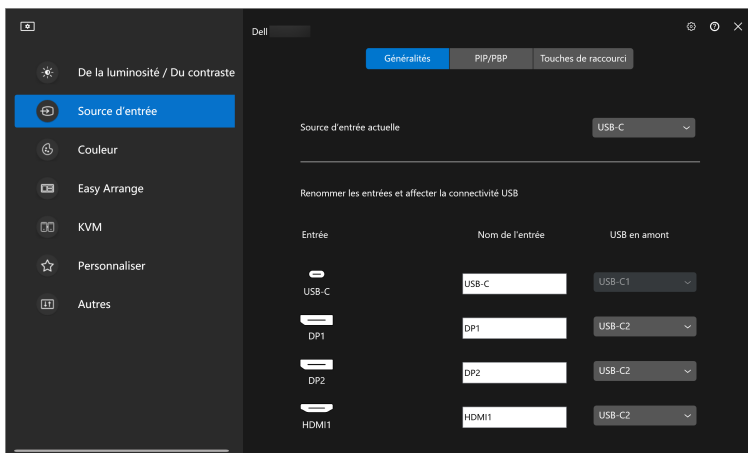 Dell
De la luminosité / Du contraste
Source d'entrée
Couleur
Easy Arrange
KVM
Personnaliser
Autres
Généralités PIP/PBP Touches de raccourci
Source d'entrée actuelle USB-C
Renommer les entrées et affecter la connectivité USB
Entrée Nom de l'entrée USB en amont
USB-C USB-C USB-C1
DP1 DP1 USB-C2
DP2 DP2 USB-C2
HDMI1 HDMI1 USB-C2